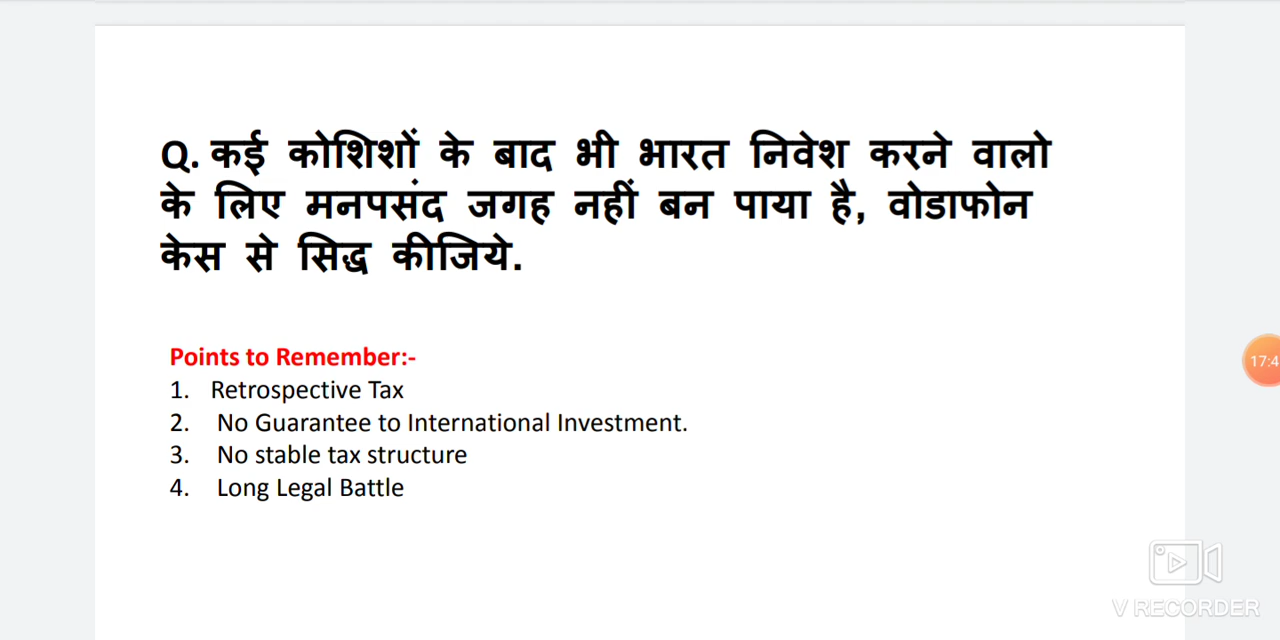 Q. कई कोशिशों के बाद भी भारत निवेश करने वालो
के लिए मनपसंद जगह नहीं बन पाया है, वोडाफोन
केस से सिद्ध कीजिये.
Points to Remember:-
1. Retrospective Tax
2. No Guarantee to International Investment.
3. No stable tax structure
4. Long Legal Battle
17:4
V RECORDER